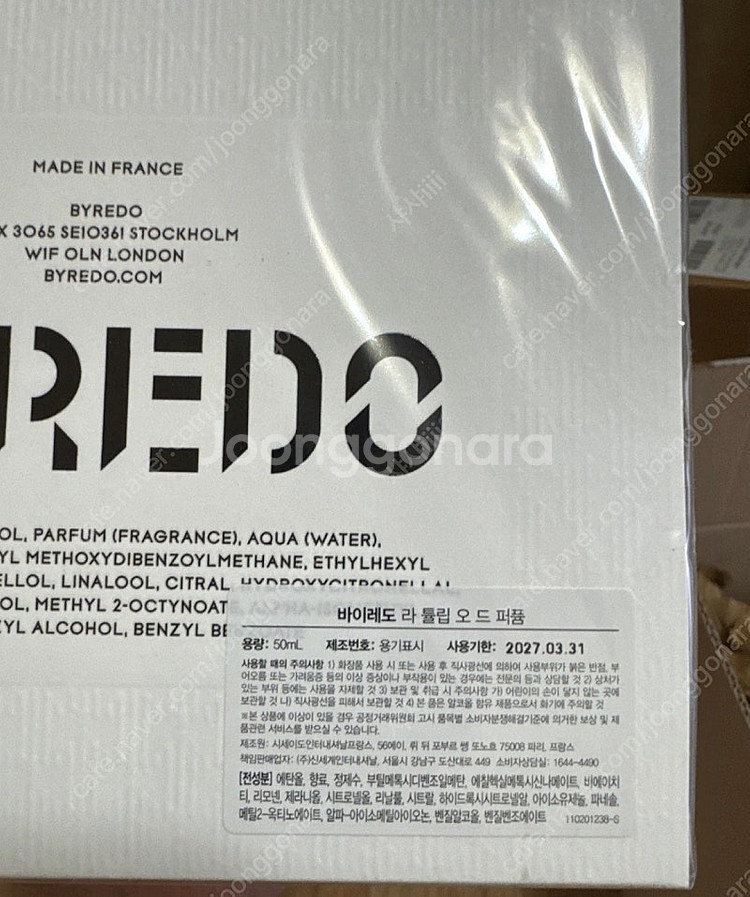 MADE IN FRANCE
BYREDO
X 3065 SE10361 STOCKHOLM
W1F OLN LONDON
BYREDO.COM
REDO
Joonggonara
OL, PARFUM (FRAGRANCE), AQUA (WATER),
YL METHOXYDIBENZOYLMETHANE, ETHYLHEXYL
ELLOL, LINALOOL, CITRAL, HYDROXYCITRONELLAL,
OL, METHYL 2-OCTYNOAT
YL ALCOHOL, BENZYL BE
바이레도 라 튤립 오 드 퍼퓸
용량: 50mL 제조번호: 용기표시 사용기한: 2027.03.31
사용할 때의 주의사항 1) 화장품 사용 시 또는 사용 후 직사광선에 의하여 사용부위가 붉은 반점, 부
어오름 또는 가려움증 등의 이상 증상이나 부작용이 있는 경우에는 전문의 등과 상담할 것 2) 상처가
있는 부위 등에는 사용을 자제할 것 3) 보관 및 취급 시 주의사항 가) 어린이의 손이 닿지 않는 곳에
보관할 것 나) 직사광선을 피해서 보관할 것 4) 본 품은 알코올 함유 제품으로서 화기에 주의할 것
※본 상품에 이상이 있을 경우 공정거래위원회 고시 품목별 소비자분쟁해결기준에 의거한 보상 및 제
품관련 서비스를 받으실 수 있습니다.
제조원: 시세이도인터내셔날프랑스, 56에이, 뤼 뒤 포부르 쌩 또노흐 75008 파리, 프랑스
책임판매업자: (주)신세계인터내셔날, 서울시 강남구 도산대로 449 소비자상담실: 1644-4490
[전성분] 에탄올, 향료, 정제수, 부틸메톡시디벤조일메탄, 에칠헥실메톡시신나메이트, 비에이치
티, 리모넨, 제라니올, 시트로넬올, 리날룰, 시트랄, 하이드록시시트로넬알, 아이소유제놀, 파네솔,
메틸2-옥티노에이트, 알파-아이소메틸아이오논, 벤질알코올, 벤질벤조에이트 110201238-S